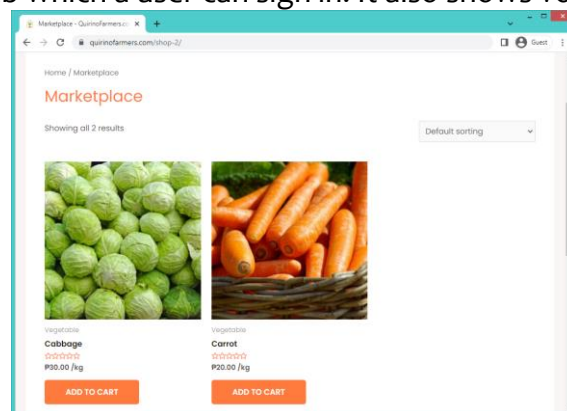 b which a user can sign in. It also shows
Marketplace - Quirinofarmers.co
quirinofarmers.com/shop-2/
Guest
Home / Marketplace
Marketplace
Showing all 2 results
Default sorting
Vegetable
Vegetable
Cabbage
Carrot
₱30.00 /kg
₱20.00 /kg
ADD TO CART
ADD TO CART